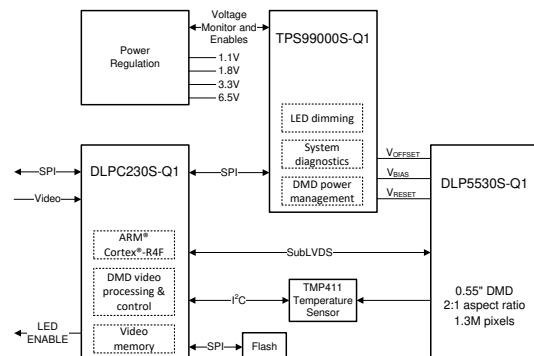 Voltage
Monitor and
Enables
Power
Regulation
1.1V
1.8V
3.3V
6.5V
TPS99000S-Q1
LED dimming
System
diagnostics
DMD power
management
VOFFSET
VBIAS
VRESET
SPI
Video
LED
ENABLE
DLPC230S-Q1
ARM®
Cortex®-R4F
DMD video
processing &
control
Video
memory
SPI
SubLVDS
I²C
TMP411
Temperature
Sensor
SPI
Flash
DLP5530S-Q1
0.55" DMD
2:1 aspect ratio
1.3M pixels